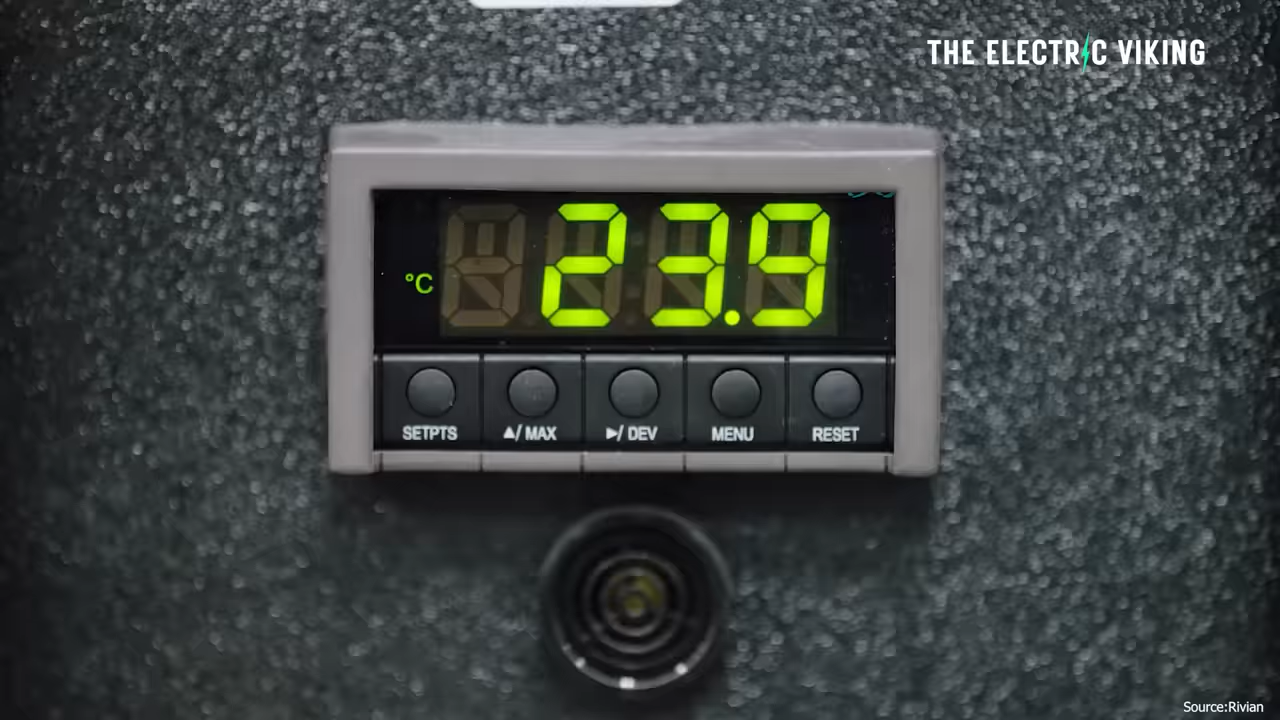 THE ELECTRIC VIKING
°C 23.9
SETPTS ▲/ MAX ▶/ DEV MENU RESET
Source:Rivian